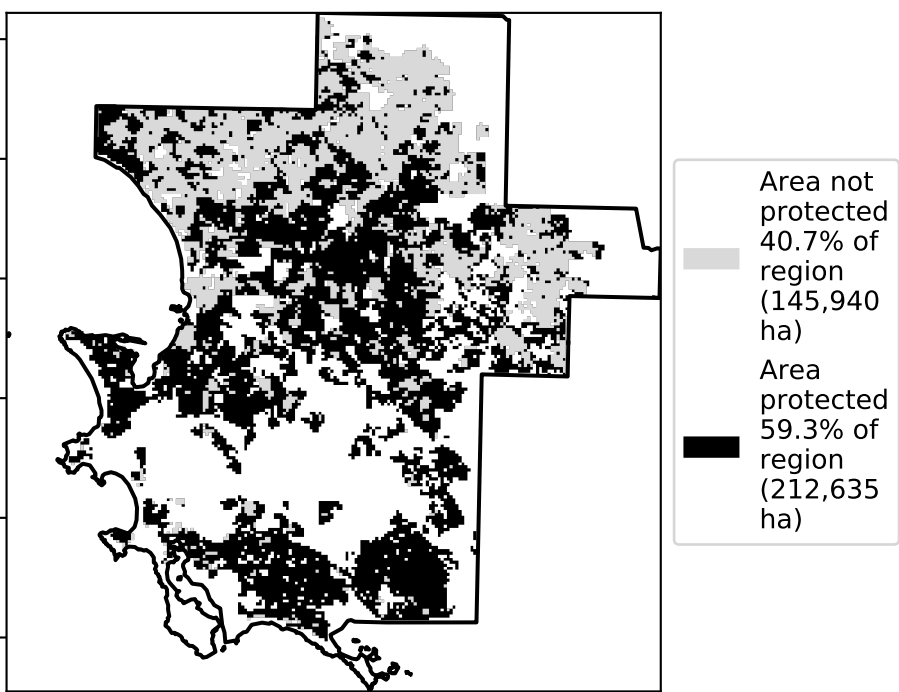 Area not
protected
40.7% of
region
(145,940
ha)
Area
protected
59.3% of
region
(212,635
ha)